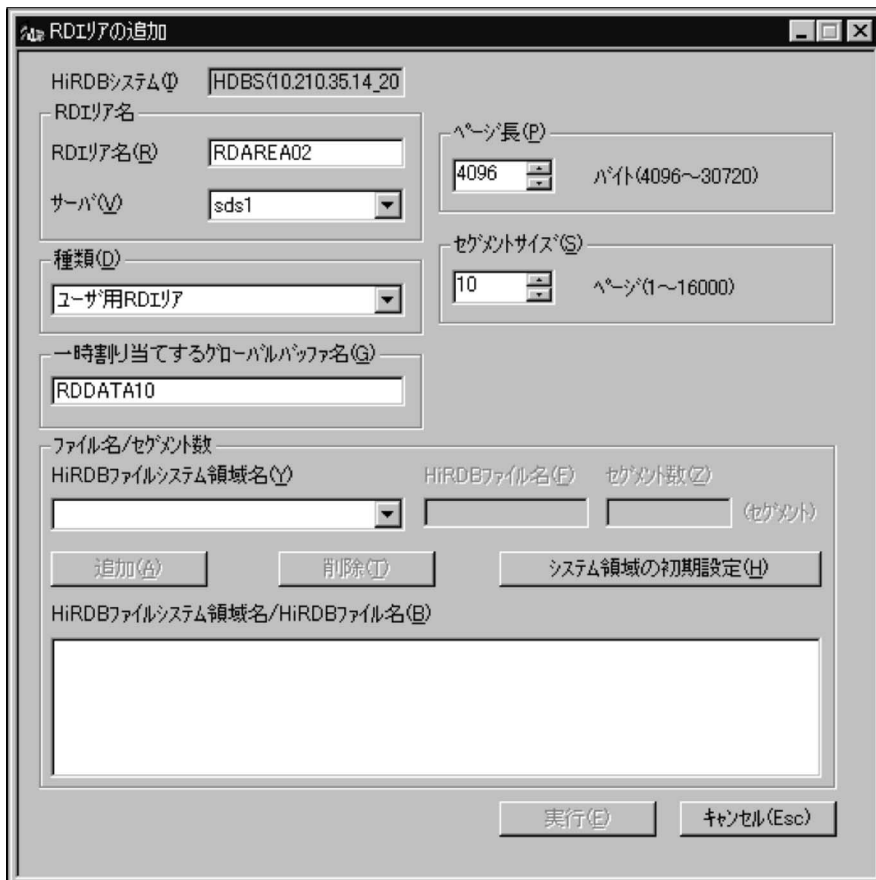 RDエリアの追加
HiRDBシステム(I) HDBS(10.210.35.14_20
RDエリア名
RDエリア名(R) RDAREA02
サーバ(V) sds1
ページ長(P)
4096 バイト(4096~30720)
種類(D)
ユーザ用RDエリア
セグメントサイズ(S)
10 ページ(1~16000)
一時割り当てするグローバルバッファ名(G)
RDDATA10
ファイル名/セグメント数
HiRDBファイルシステム領域名(Y) HiRDBファイル名(F) セグメント数(Z)
(セグメント)
追加(A) 削除(T) システム領域の初期設定(H)
HiRDBファイルシステム領域名/HiRDBファイル名(B)
実行(E) キャンセル(Esc)